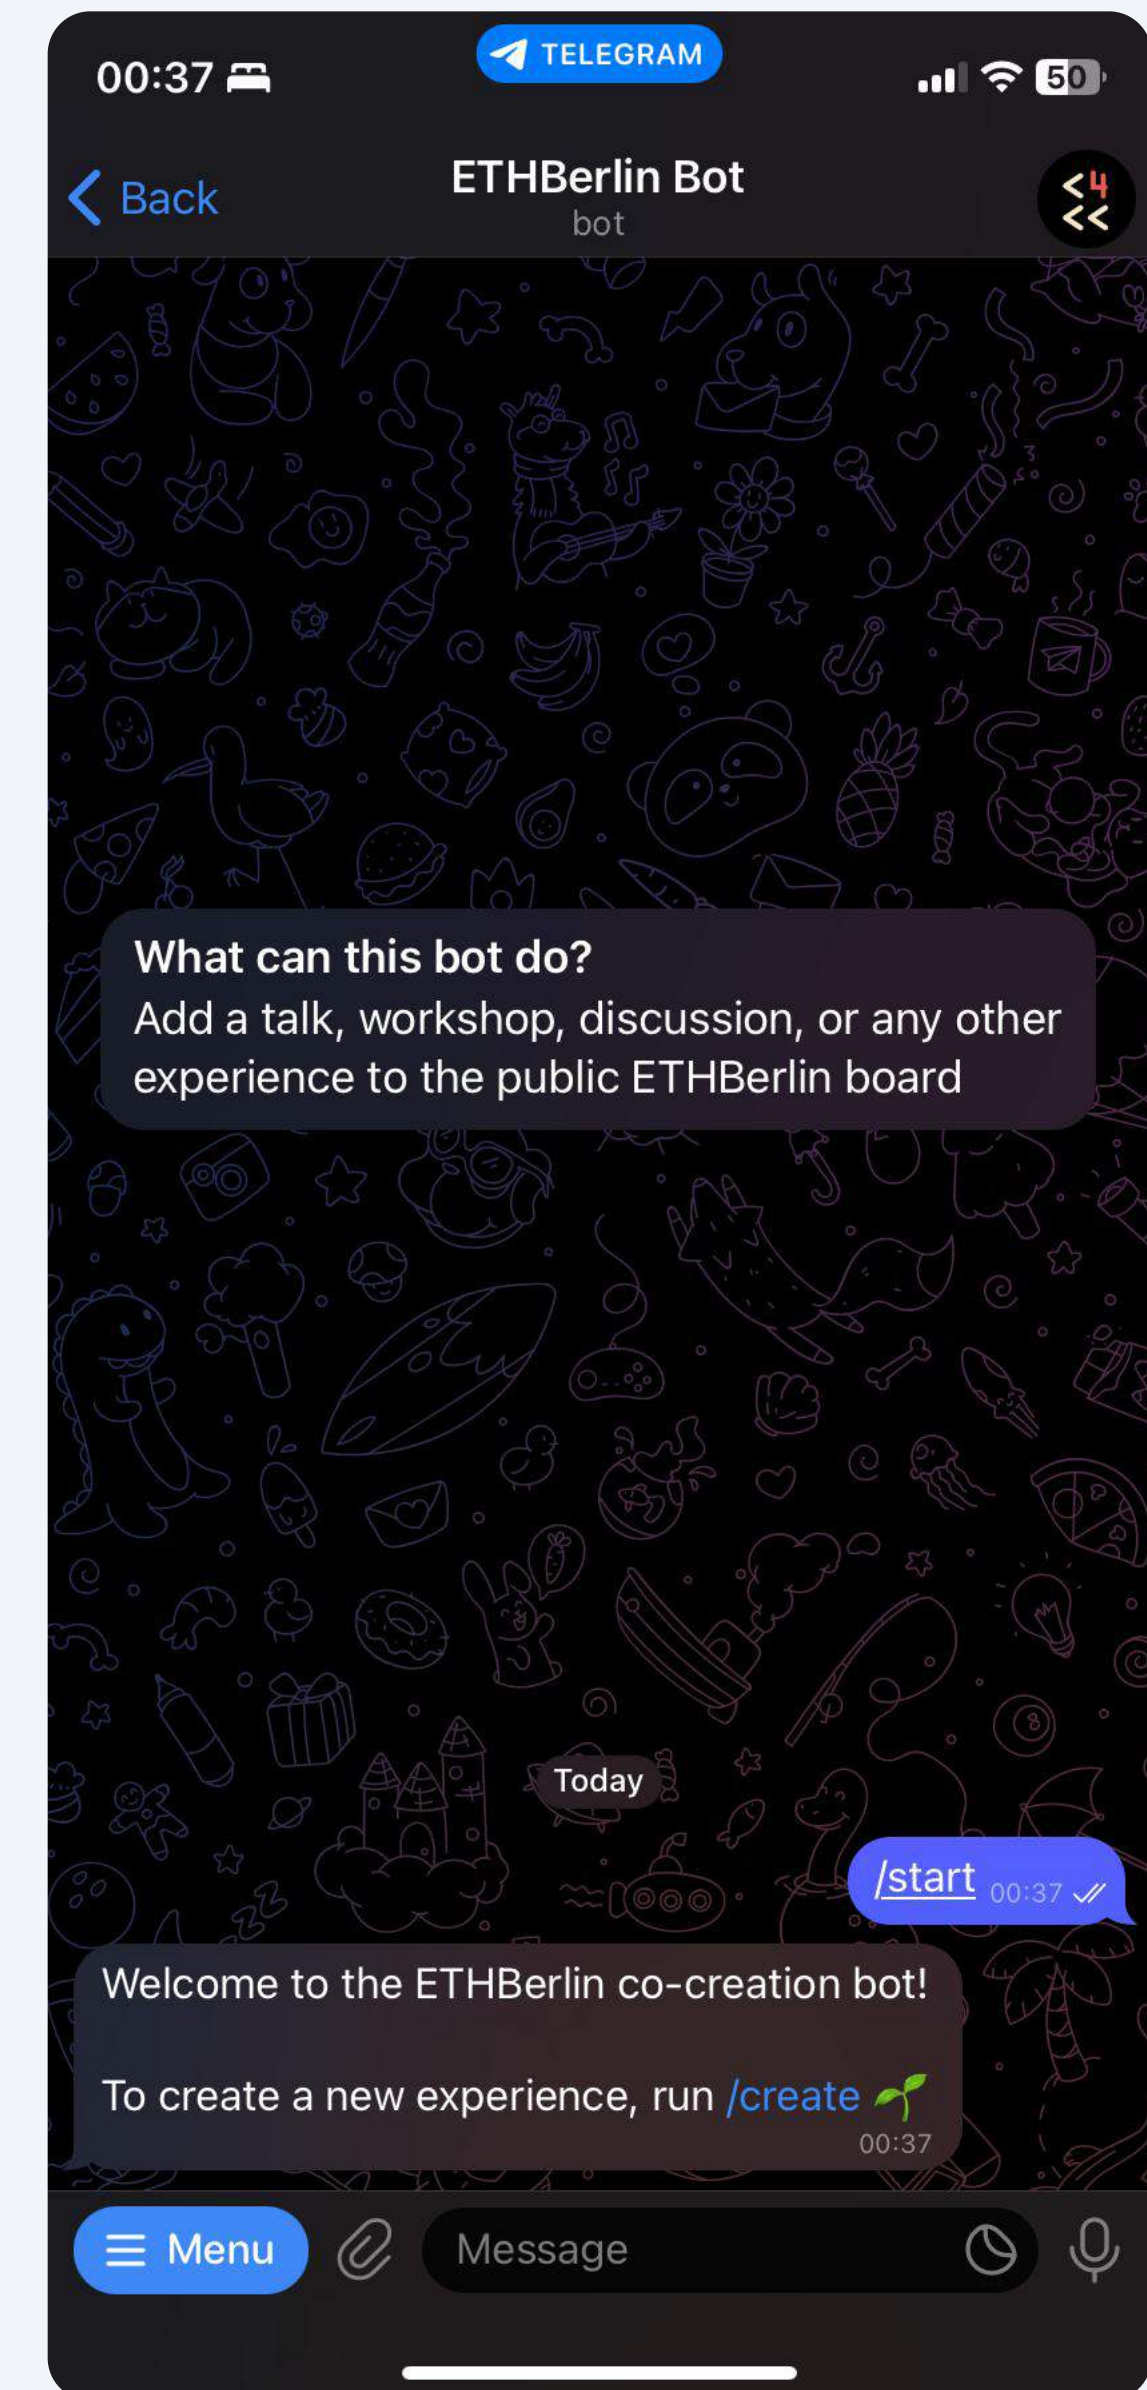 00:37
TELEGRAM
50
Back
ETHBerlin Bot
bot
<4
<<
What can this bot do?
Add a talk, workshop, discussion, or any other
experience to the public ETHBerlin board
Today
/start 00:37
Welcome to the ETHBerlin co-creation bot!
To create a new experience, run /create 🌱
00:37
Menu
Message